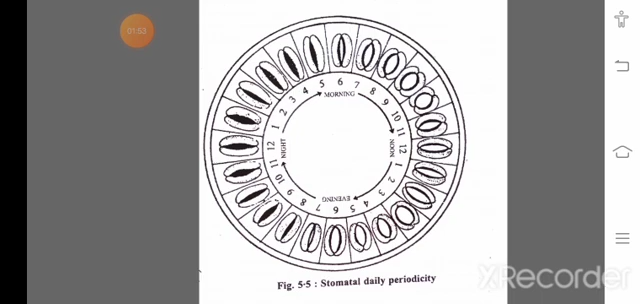 01:53
5 6 7 8 9 10 11 12 1 2 3 4 5 6 7 8 9 10 11 12 1 2 3 4
MORNING
NOON
EVENING
NIGHT
Fig. 5·5 : Stomatal daily periodicity
XRecorder